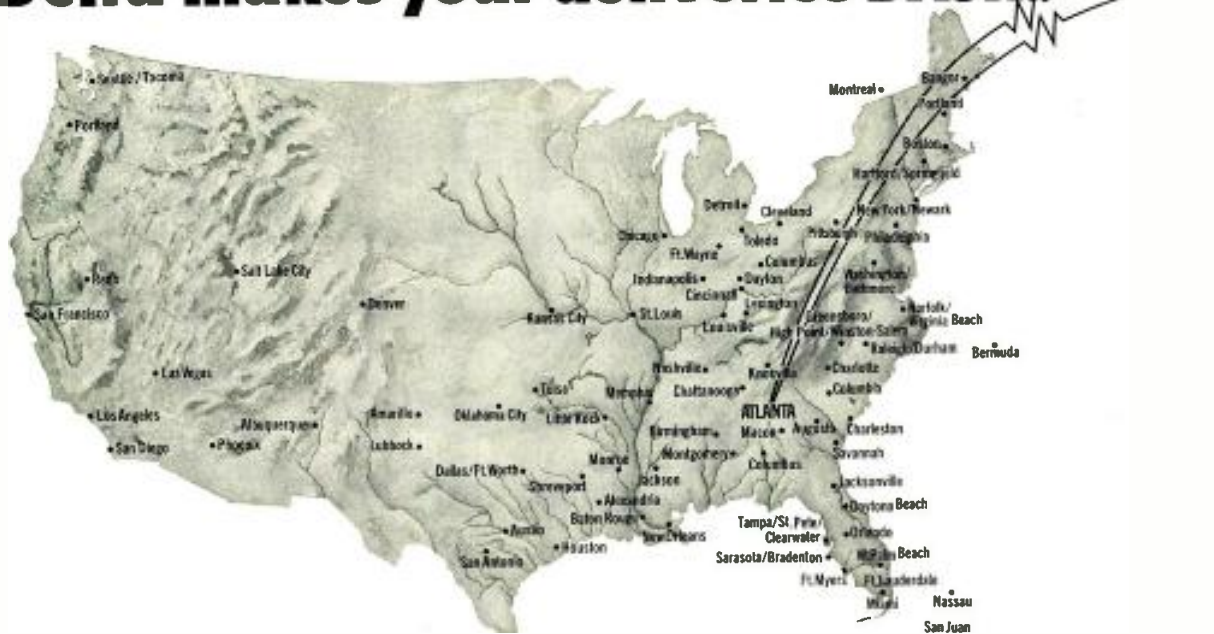 Delta makes your deliveries
Seattle/Tacoma
Portland
Montreal
Bangor
Portland
Boston
Hartford/Springfield
New York/Newark
Philadelphia
Pittsburgh
Detroit
Cleveland
Chicago
Toledo
Ft. Wayne
Columbus
Indianapolis
Dayton
Cincinnati
Washington/
Baltimore
Lexington
Louisville
Norfolk/
Virginia Beach
Greensboro/
High Point/Winston-Salem
Raleigh/Durham
Bermuda
Reno
Salt Lake City
San Francisco
Denver
Kansas City
St. Louis
Las Vegas
Nashville
Knoxville
Charlotte
Tulsa
Memphis
Chattanooga
Columbia
Los Angeles
Albuquerque
Amarillo
Oklahoma City
Little Rock
ATLANTA
San Diego
Phoenix
Lubbock
Birmingham
Macon
Augusta
Charleston
Dallas/Ft. Worth
Monroe
Montgomery
Columbus
Savannah
Shreveport
Jackson
Jacksonville
Alexandria
Baton Rouge
Daytona Beach
Austin
New Orleans
Tampa/St. Pete/
Clearwater
Orlando
San Antonio
Houston
Sarasota/Bradenton
W. Palm Beach
Ft. Myers
Ft. Lauderdale
Miami
Nassau
San Juan